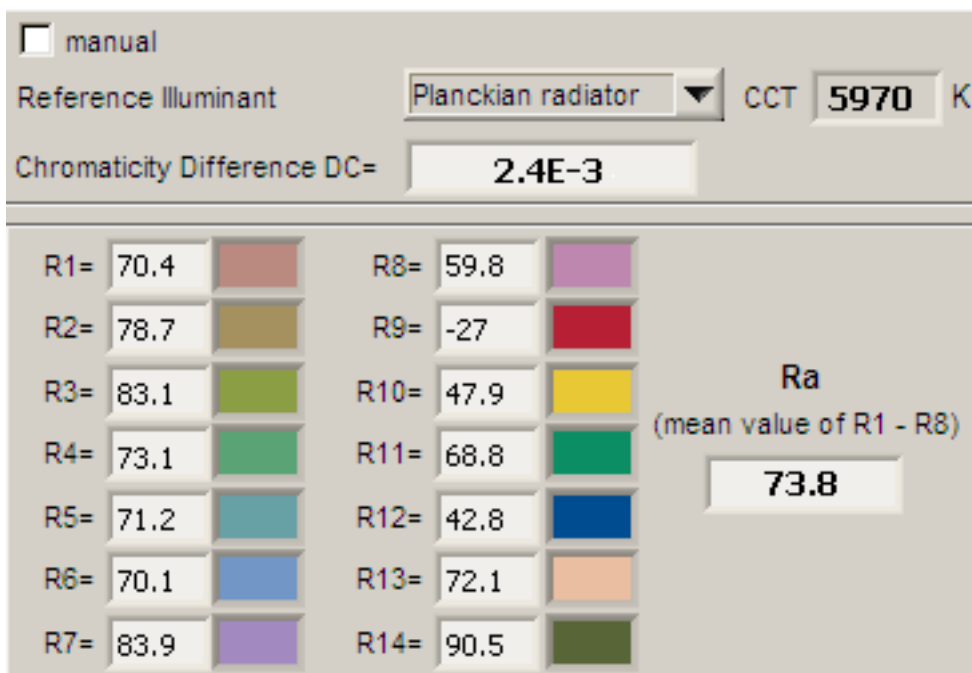 manual
Reference Illuminant Planckian radiator CCT 5970 K
Chromaticity Difference DC= 2.4E-3
R1= 70.4 R8= 59.8
R2= 78.7 R9= -27
R3= 83.1 R10= 47.9
R4= 73.1 R11= 68.8
R5= 71.2 R12= 42.8
R6= 70.1 R13= 72.1
R7= 83.9 R14= 90.5
Ra
(mean value of R1 - R8)
73.8